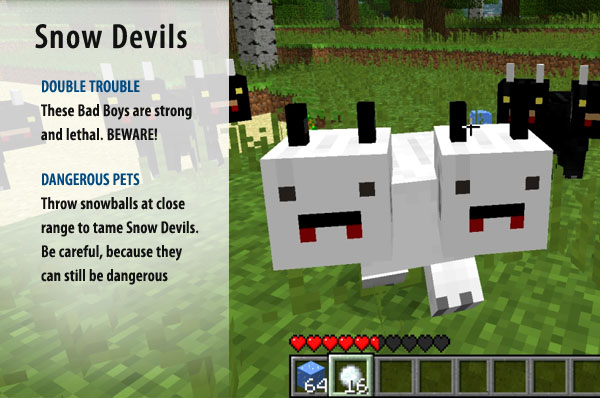 Snow Devils
DOUBLE TROUBLE
These Bad Boys are strong
and lethal. BEWARE!
DANGEROUS PETS
Throw snowballs at close
range to tame Snow Devils.
Be careful, because they
can still be dangerous
64 16